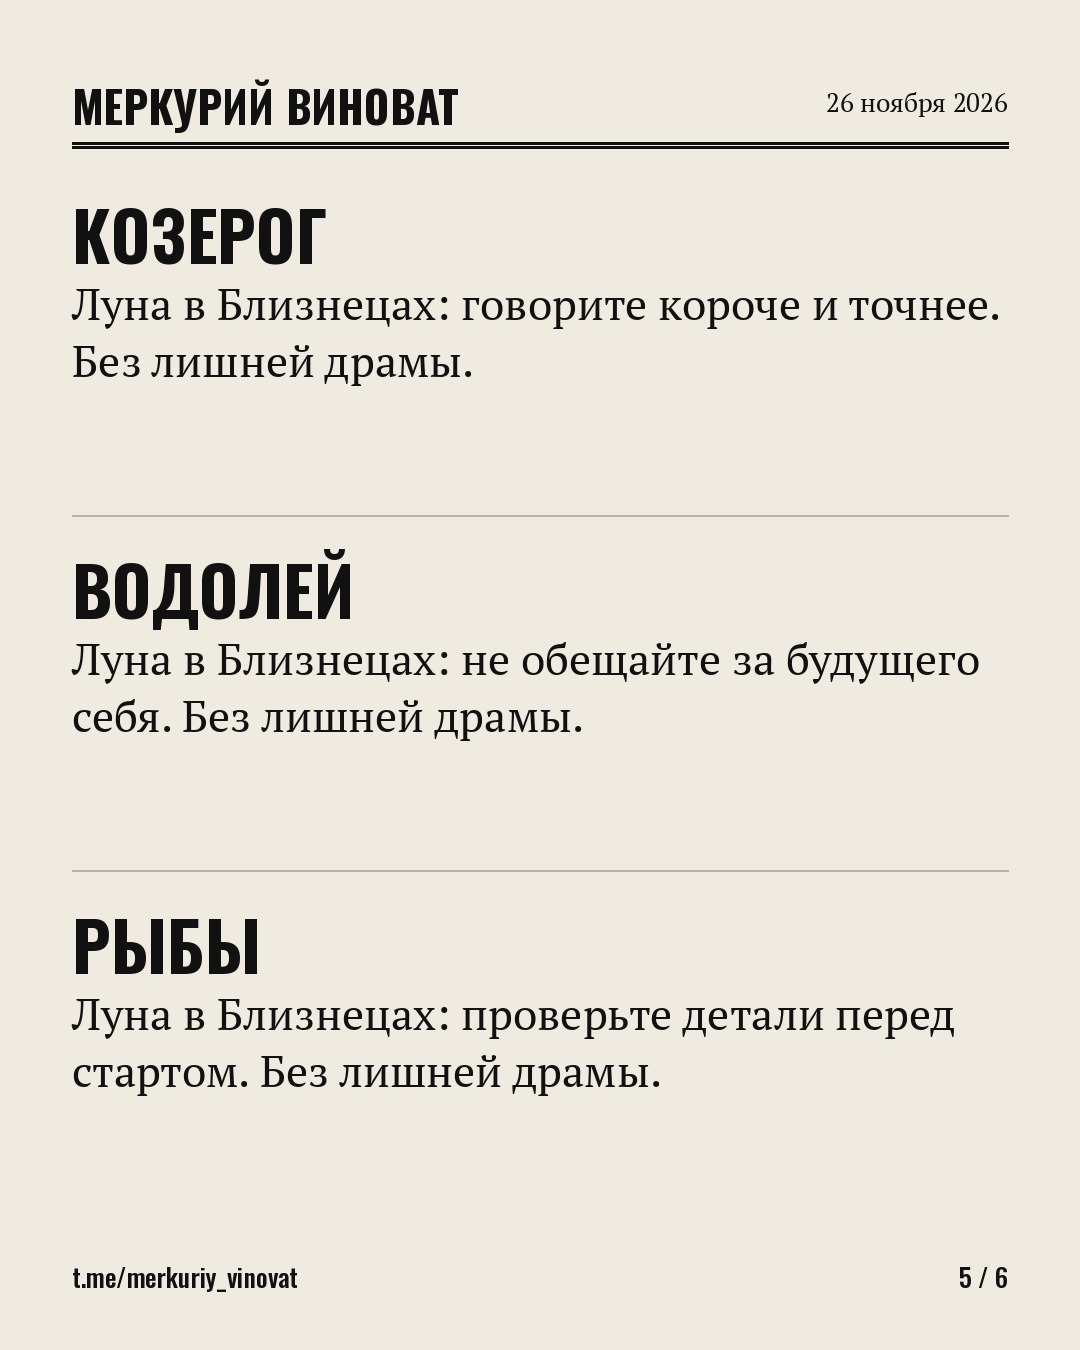 МЕРКУРИЙ ВИНОВАТ
26 ноября 2026
КОЗЕРОГ
Луна в Близнецах: говорите короче и точнее.
Без лишней драмы.
ВОДОЛЕЙ
Луна в Близнецах: не обещайте за будущего
себя. Без лишней драмы.
РЫБЫ
Луна в Близнецах: проверьте детали перед
стартом. Без лишней драмы.
t.me/merkuriy_vinovat
5 / 6